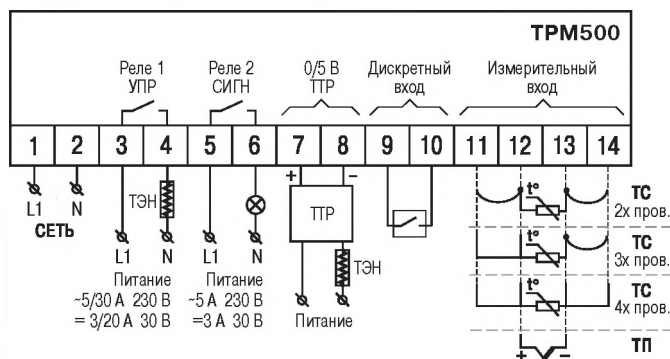 ТРМ500
Реле 1
УПР
Реле 2
СИГН
0/5 В
ТТР
Дискретный
вход
Измерительный
вход
1 2 3 4 5 6 7 8 9 10 11 12 13 14
+ −
L1 N
СЕТЬ
ТЭН
L1 N
Питание
~5/30 А 230 В
= 3/20 А 30 В
L1 N
Питание
~5 А 230 В
=3 А 30 В
ТТР
ТЭН
Питание
t°
ТС
2х пров.
t°
ТС
3х пров.
t°
ТС
4х пров.
+ −
ТП